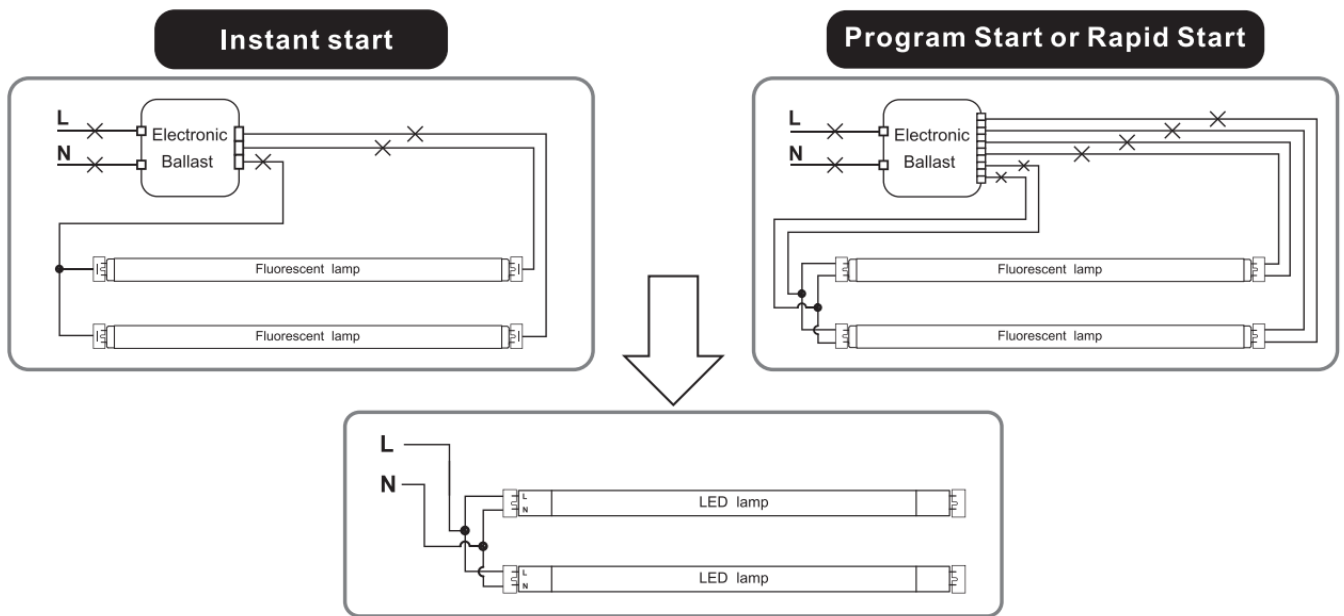 Instant start
L
N
Electronic
Ballast
Fluorescent lamp
Fluorescent lamp
Program Start or Rapid Start
L
N
Electronic
Ballast
Fluorescent lamp
Fluorescent lamp
L
N
L
N
LED lamp
L
N
LED lamp